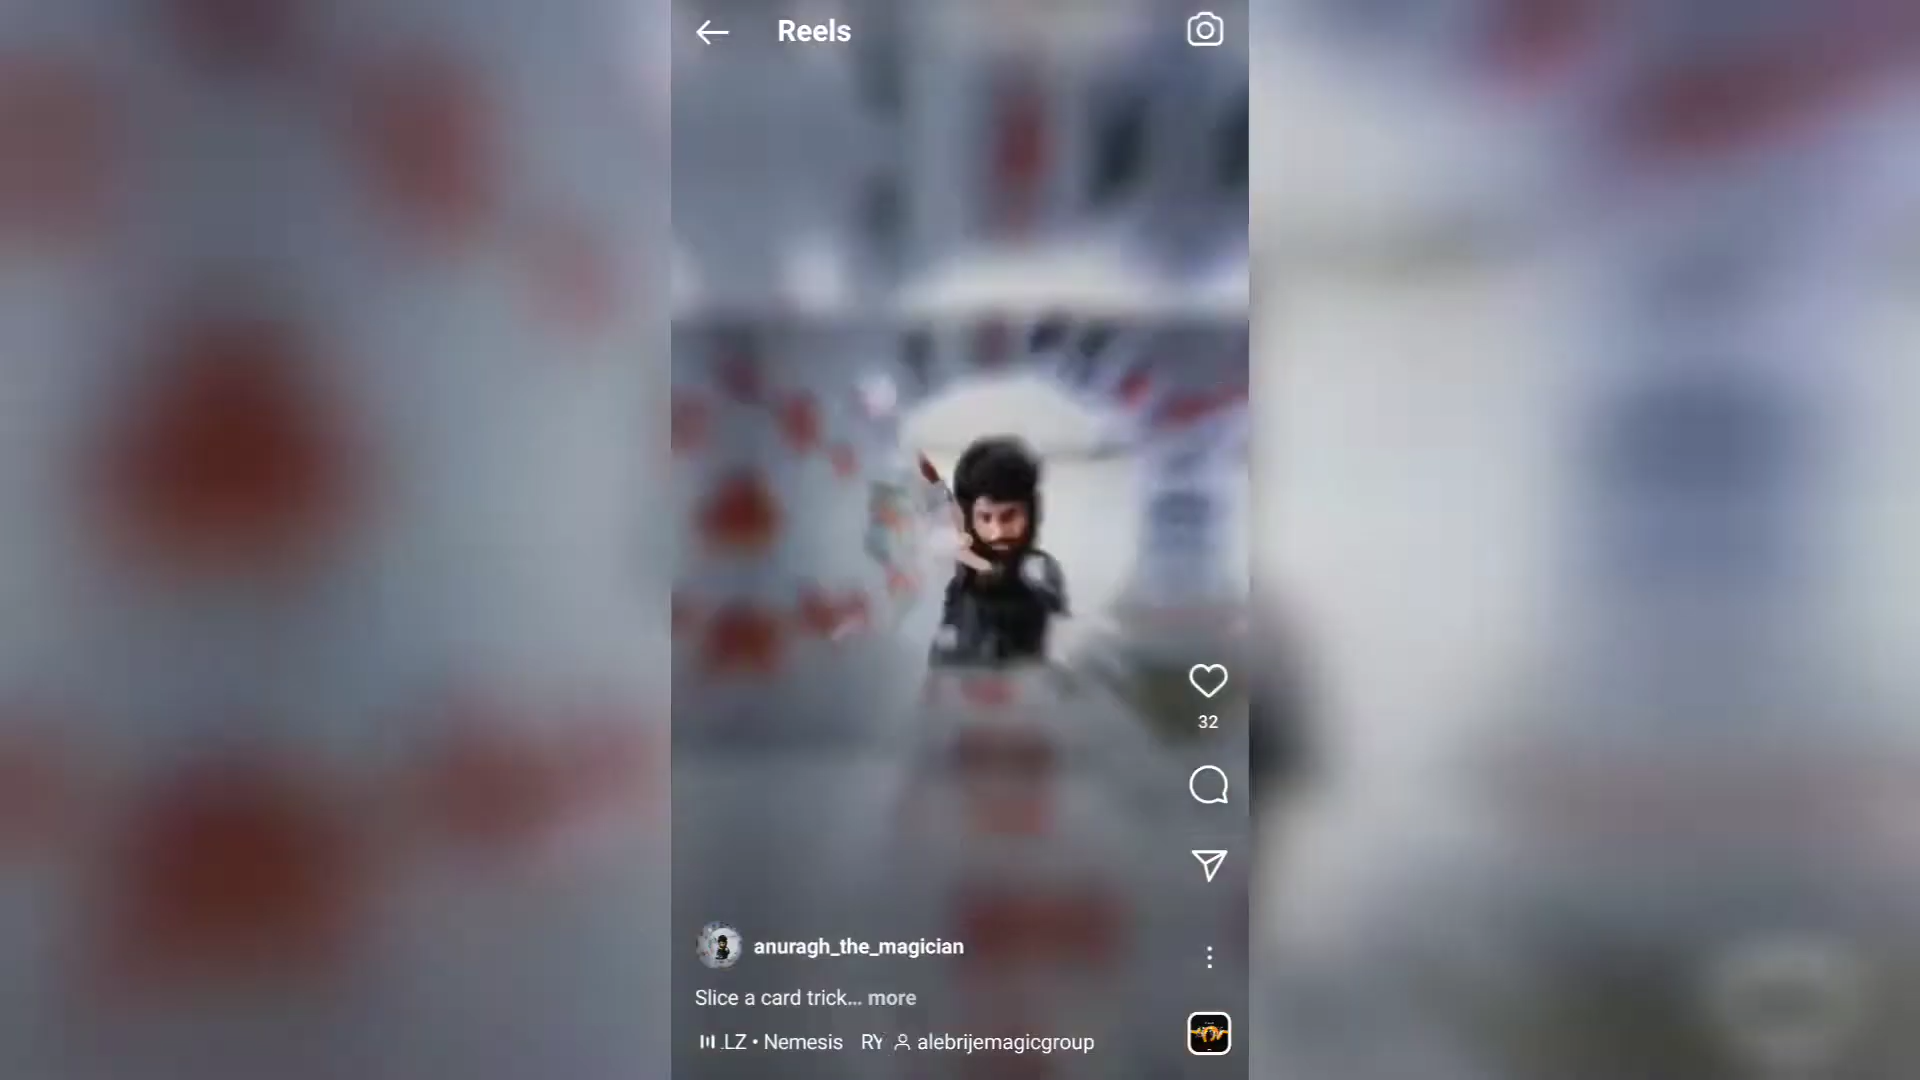 Reels
32
anuragh_the_magician
Slice a card trick... more
.LZ • Nemesis RY alebrijemagicgroup